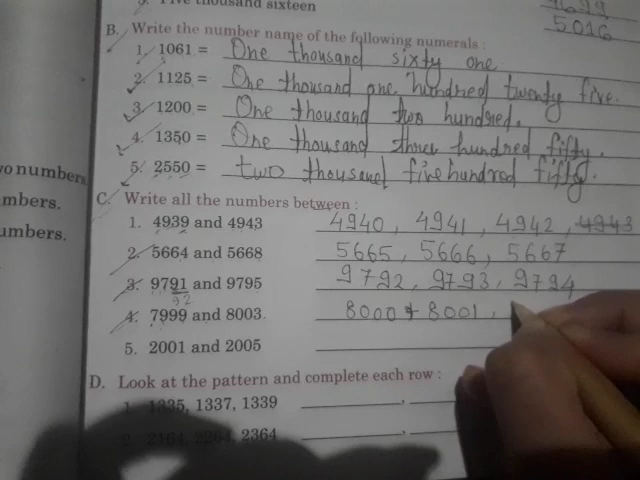 5. Five thousand sixteen
5016
B. Write the number name of the following numerals :
1. 1061 = One thousand sixty one
2. 1125 = One thousand one hundred twenty five.
3. 1200 = One thousand two hundred.
4. 1350 = One thousand three hundred fifty.
5. 2550 = two thousand five hundred fifty.
wo numbers
mbers.
umbers.
C. Write all the numbers between :
1. 4939 and 4943 4940, 4941, 4942, 4943
2. 5664 and 5668 5665, 5666, 5667
3. 9791 and 9795 9792, 9793, 9794
92
4. 7999 and 8003 8000, 8001,
5. 2001 and 2005
D. Look at the pattern and complete each row :
1. 1335, 1337, 1339
2. 2164, 2264, 2364